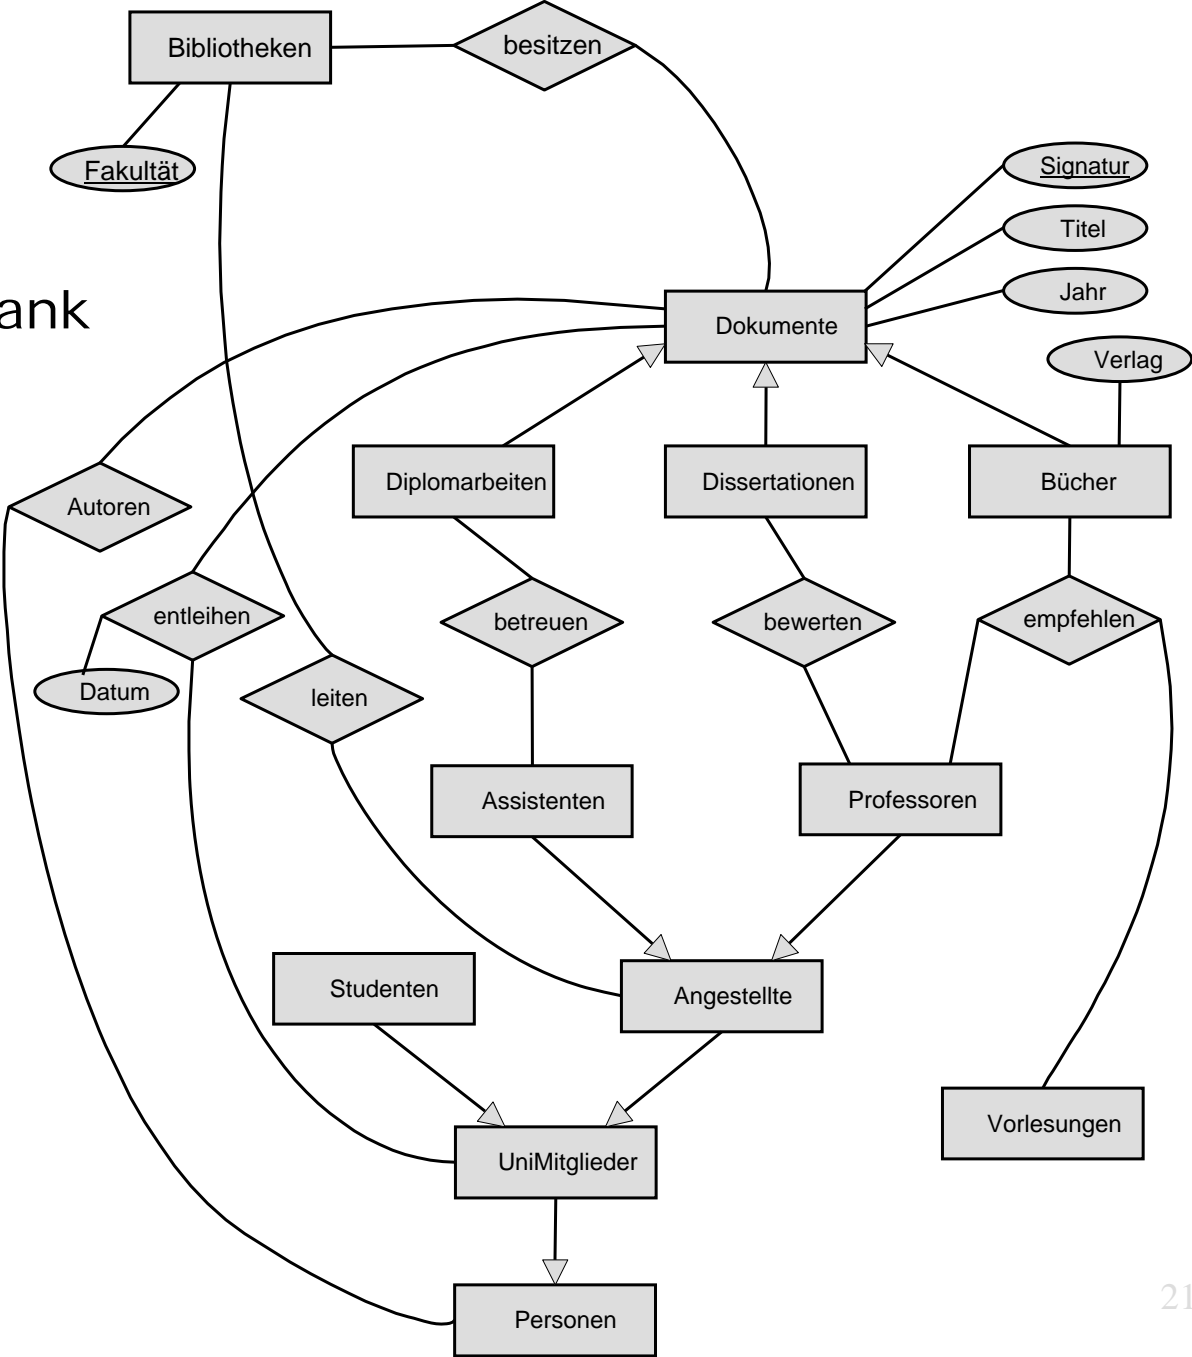 Bibliotheken
besitzen
Fakultät
Signatur
Titel
ank
Jahr
Dokumente
Verlag
Diplomarbeiten
Dissertationen
Bücher
Autoren
entleihen
betreuen
bewerten
empfehlen
Datum
leiten
Assistenten
Professoren
Studenten
Angestellte
Vorlesungen
UniMitglieder
21
Personen